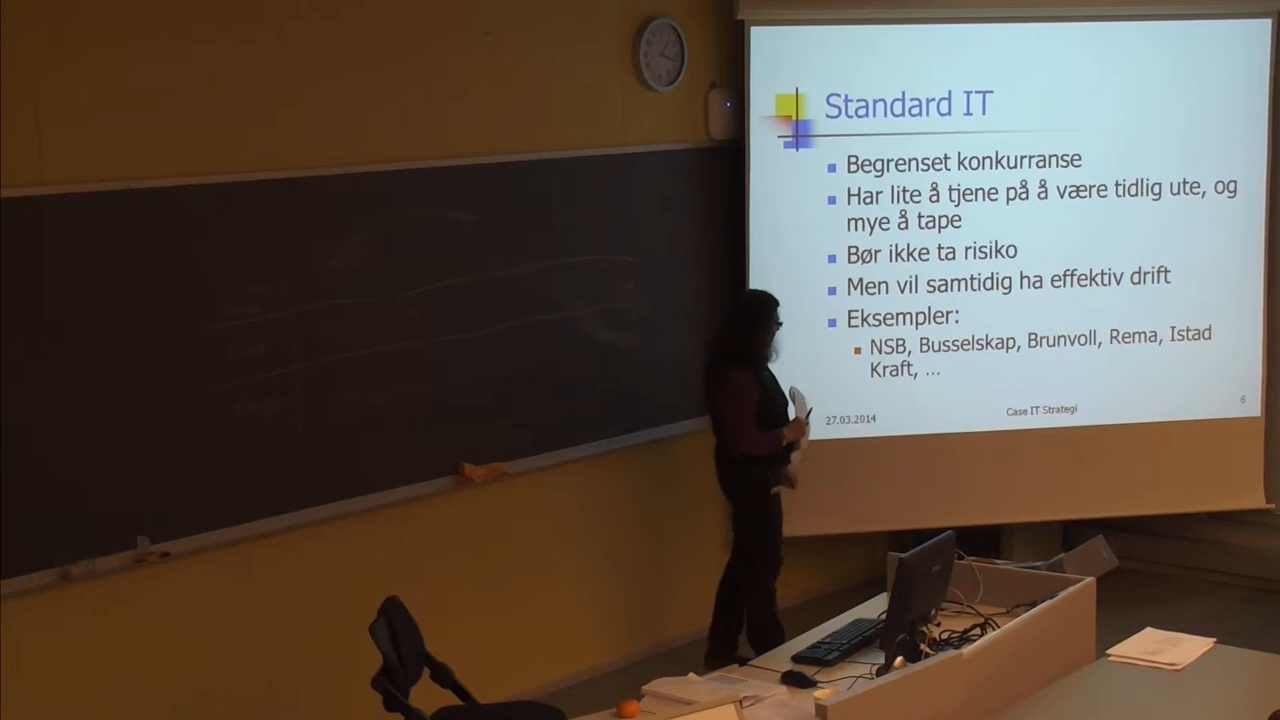 Standard IT
Begrenset konkurranse
Har lite å tjene på å være tidlig ute, og
mye å tape
Bør ikke ta risiko
Men vil samtidig ha effektiv drift
Eksempler:
NSB, Busselskap, Brunvoll, Rema, Istad
Kraft, ...
27.03.2014
Case IT Strategi
6